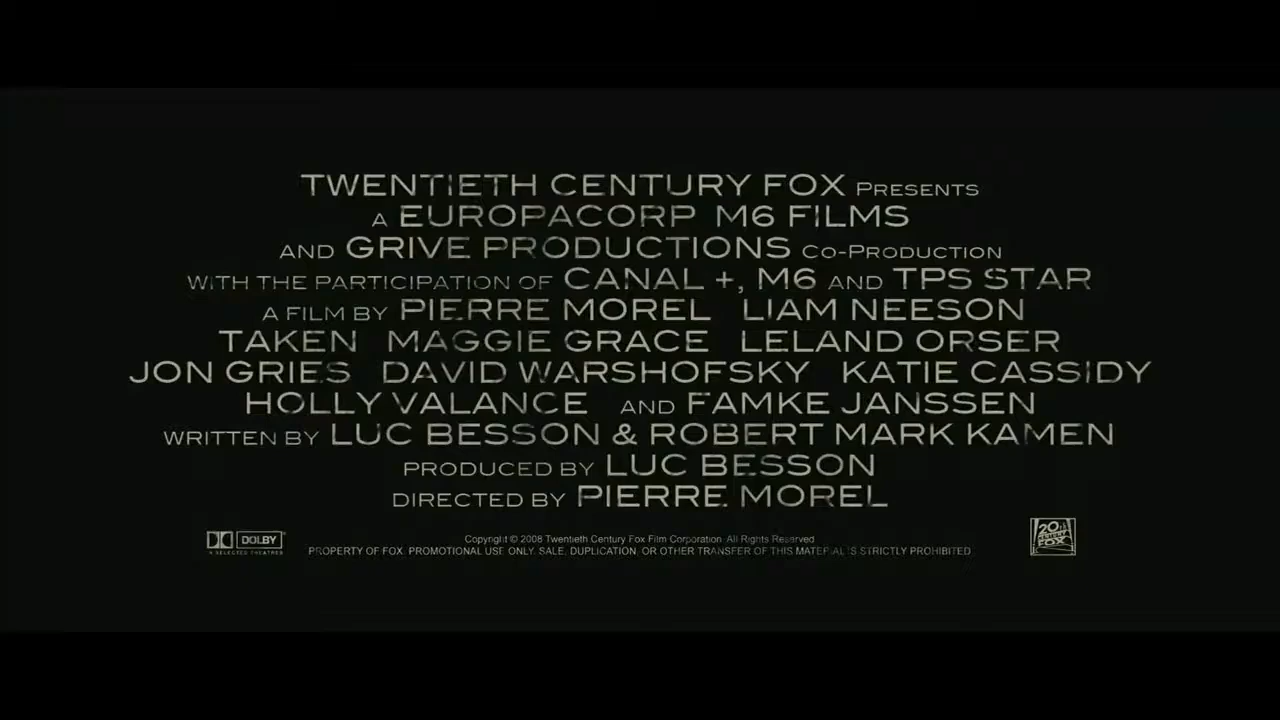 TWENTIETH CENTURY FOX PRESENTS
A EUROPACORP M6 FILMS
AND GRIVE PRODUCTIONS CO-PRODUCTION
WITH THE PARTICIPATION OF CANAL +, M6 AND TPS STAR
A FILM BY PIERRE MOREL LIAM NEESON
TAKEN MAGGIE GRACE LELAND ORSER
JON GRIES DAVID WARSHOFSKY KATIE CASSIDY
HOLLY VALANCE AND FAMKE JANSSEN
WRITTEN BY LUC BESSON & ROBERT MARK KAMEN
PRODUCED BY LUC BESSON
DIRECTED BY PIERRE MOREL
DOLBY
SELECTED THEATRES
Copyright © 2008 Twentieth Century Fox Film Corporation. All Rights Reserved
PROPERTY OF FOX. PROMOTIONAL USE ONLY. SALE, DUPLICATION, OR OTHER TRANSFER OF THIS MATERIAL IS STRICTLY PROHIBITED
20th CENTURY FOX